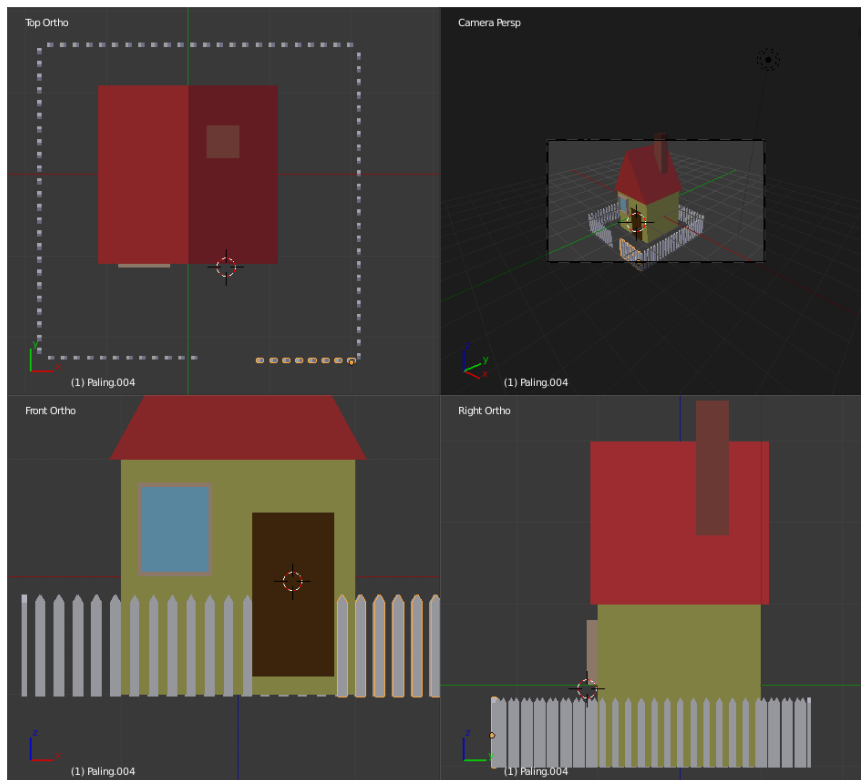 Top Ortho
Camera Persp
y
x
(1) Paling.004
z
y
x
(1) Paling.004
Front Ortho
Right Ortho
z
x
(1) Paling.004
z
y
(1) Paling.004